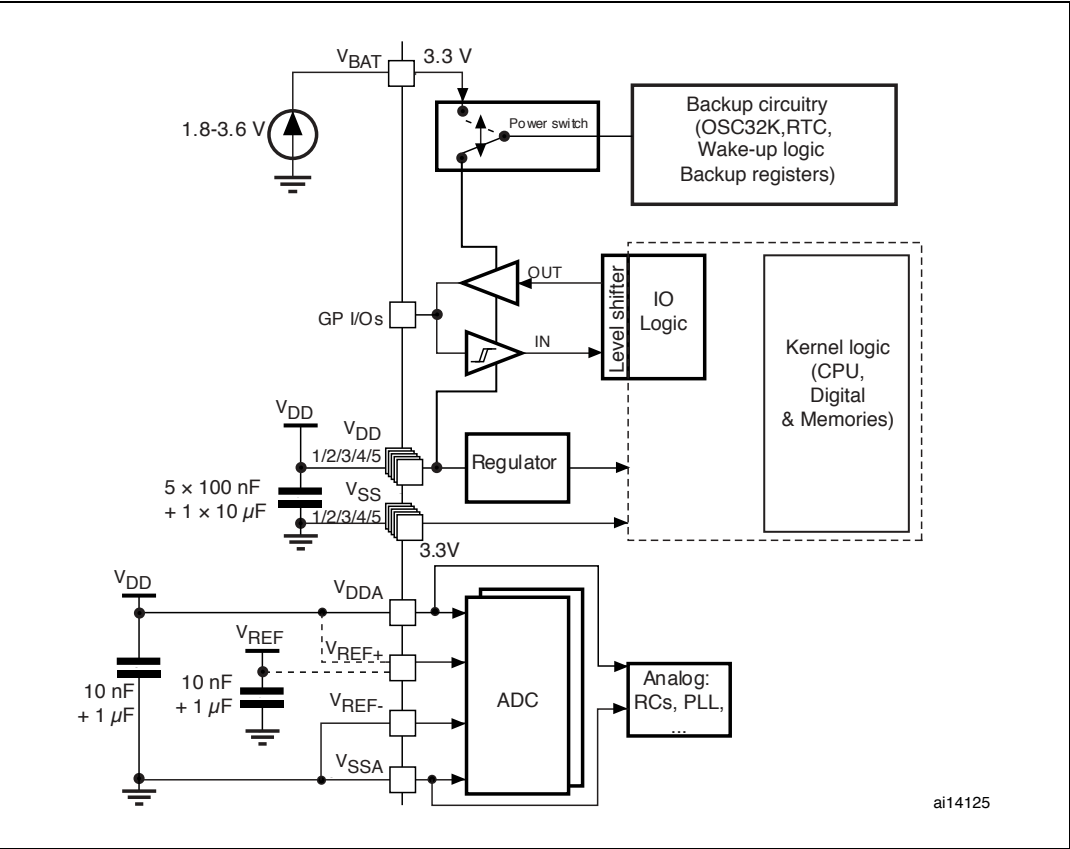 VBAT
3.3 V
1.8-3.6 V
Power switch
Backup circuitry
(OSC32K,RTC,
Wake-up logic
Backup registers)
GP I/Os
OUT
IN
Level shifter
IO
Logic
Kernel logic
(CPU,
Digital
& Memories)
VDD
VDD
1/2/3/4/5
Regulator
5 × 100 nF
+ 1 × 10 µF
VSS
1/2/3/4/5
3.3V
VDD
VDDA
VREF
VREF+
10 nF
+ 1 µF
10 nF
+ 1 µF
VREF-
VSSA
ADC
Analog:
RCs, PLL,
...
ai14125